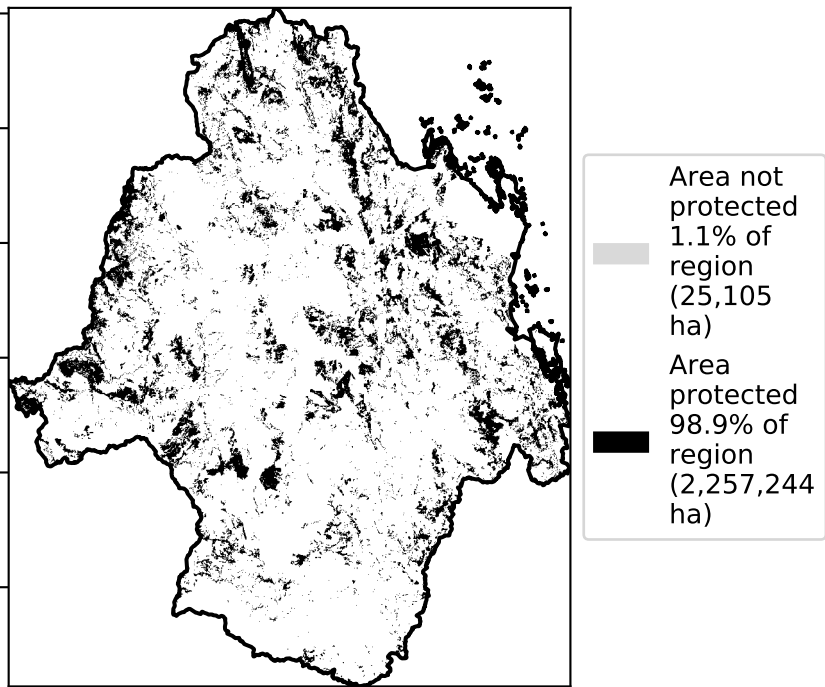 Area not
protected
1.1% of
region
(25,105
ha)
Area
protected
98.9% of
region
(2,257,244
ha)